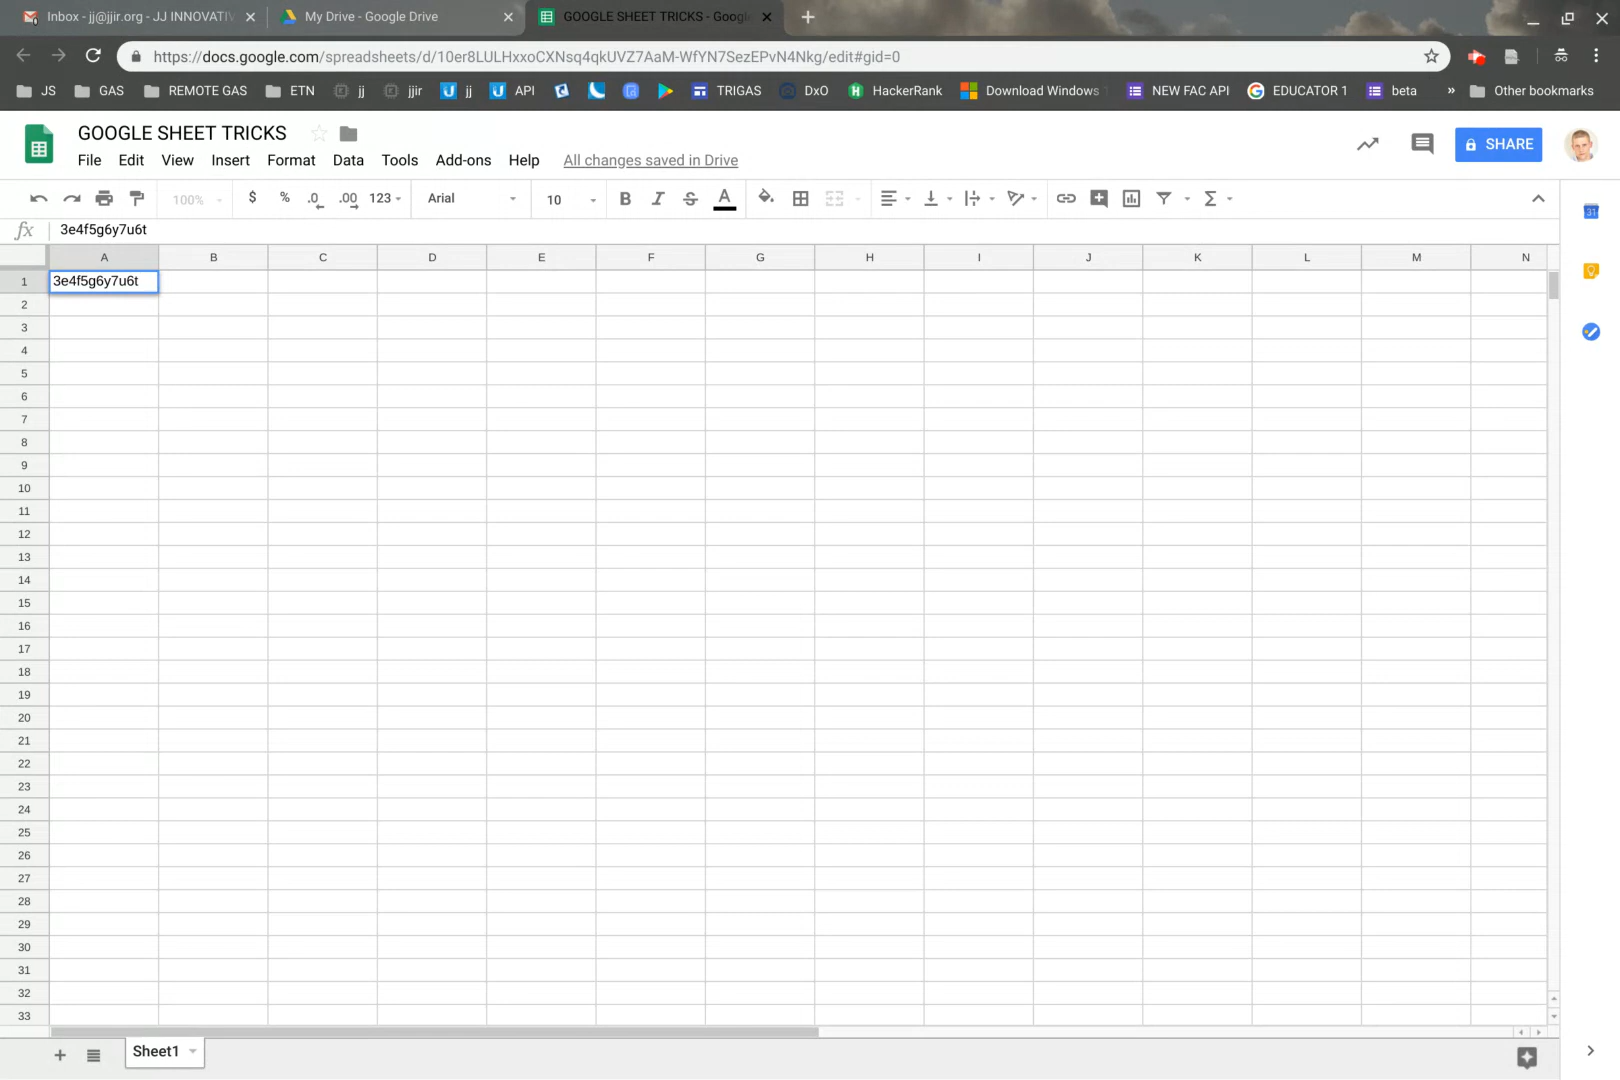 Inbox - jj@jjir.org - JJ INNOVATIV
My Drive - Google Drive
GOOGLE SHEET TRICKS - Googl
https://docs.google.com/spreadsheets/d/10er8LULHxxoCXNsq4qkUVZ7AaM-WfYN7SezEPvN4Nkg/edit#gid=0
JS GAS REMOTE GAS ETN jj jjir jj API TRIGAS DxO HackerRank Download Windows NEW FAC API EDUCATOR 1 beta » Other bookmarks
GOOGLE SHEET TRICKS
File Edit View Insert Format Data Tools Add-ons Help All changes saved in Drive
SHARE
100% $ % .0 .00 123 Arial 10 B I S A Σ
31
fx 3e4f5g6y7u6t
A B C D E F G H I J K L M N
1 3e4f5g6y7u6t
2
3
4
5
6
7
8
9
10
11
12
13
14
15
16
17
18
19
20
21
22
23
24
25
26
27
28
29
30
31
32
33
Sheet1